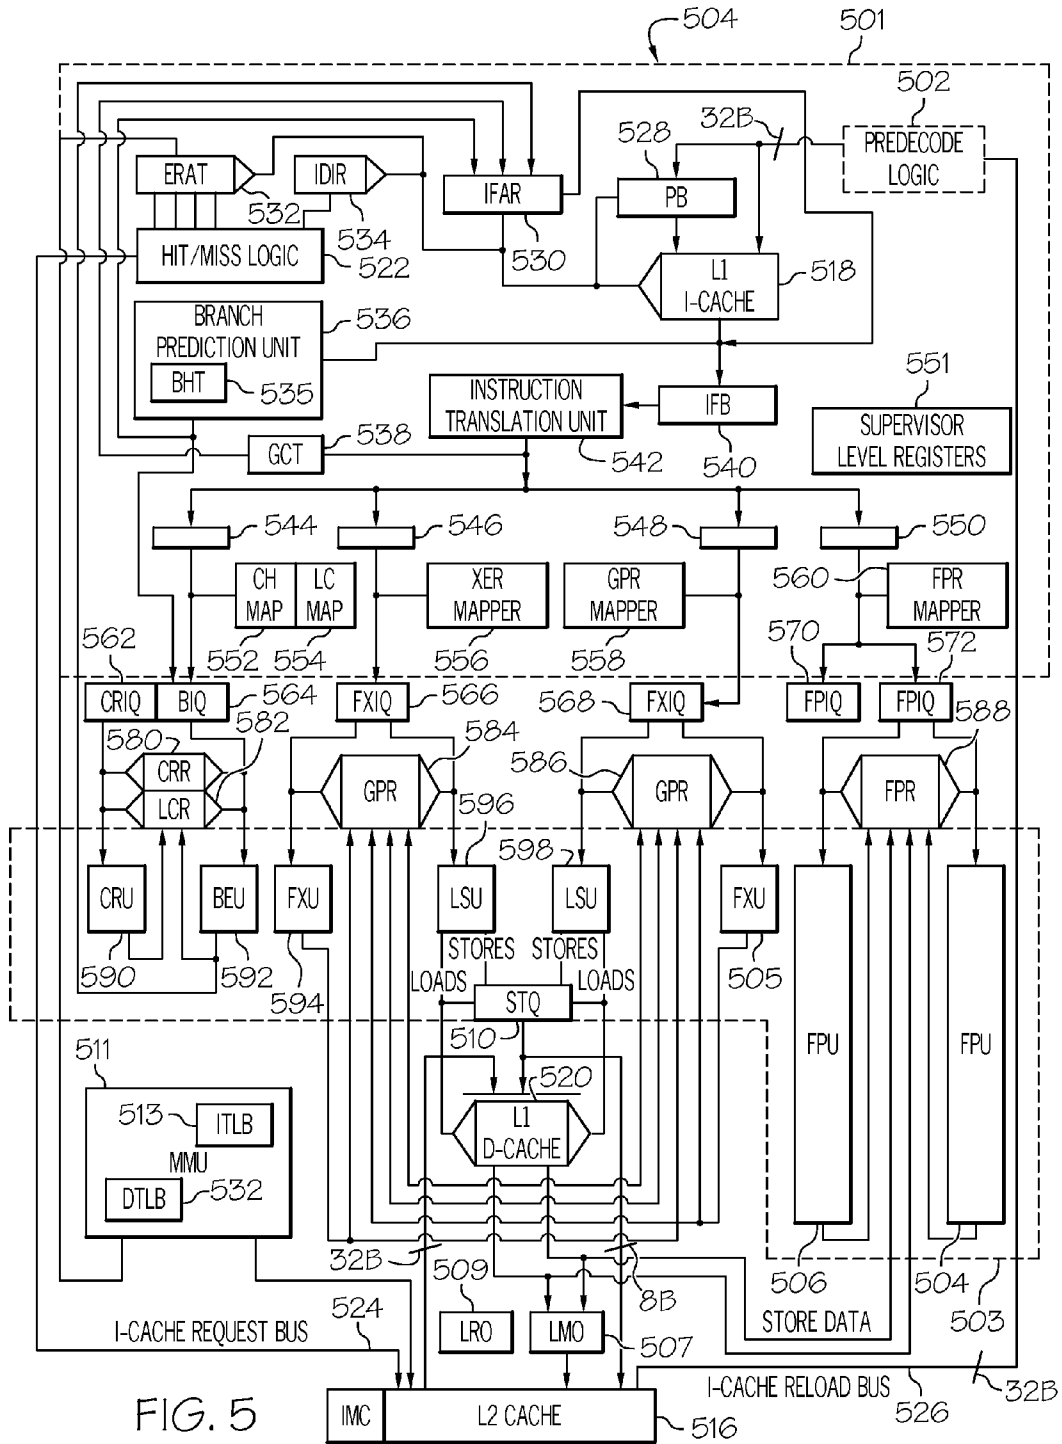 504
501
502
32B
528
PREDECODE
LOGIC
ERAT
532
IDIR
534
IFAR
530
PB
HIT/MISS LOGIC
522
L1
I-CACHE
518
BRANCH
PREDICTION UNIT
536
BHT
535
INSTRUCTION
TRANSLATION UNIT
542
IFB
540
551
SUPERVISOR
LEVEL REGISTERS
GCT
538
544
546
548
550
CH
MAP
LC
MAP
552
554
XER
MAPPER
556
GPR
MAPPER
558
560
FPR
MAPPER
562
570
572
CRIQ
BIQ
564
FXIQ
566
568
FXIQ
FPIQ
FPIQ
580
582
584
586
588
CRR
LCR
GPR
GPR
FPR
596
598
CRU
BEU
FXU
LSU
LSU
FXU
590
592
594
505
STORES
STORES
LOADS
LOADS
STQ
510
FPU
FPU
511
513
ITLB
MMU
DTLB
532
520
L1
D-CACHE
32B
8B
506
504
503
509
LRO
LMO
507
STORE DATA
524
I-CACHE REQUEST BUS
I-CACHE RELOAD BUS
526
32B
IMC
L2 CACHE
516
FIG. 5